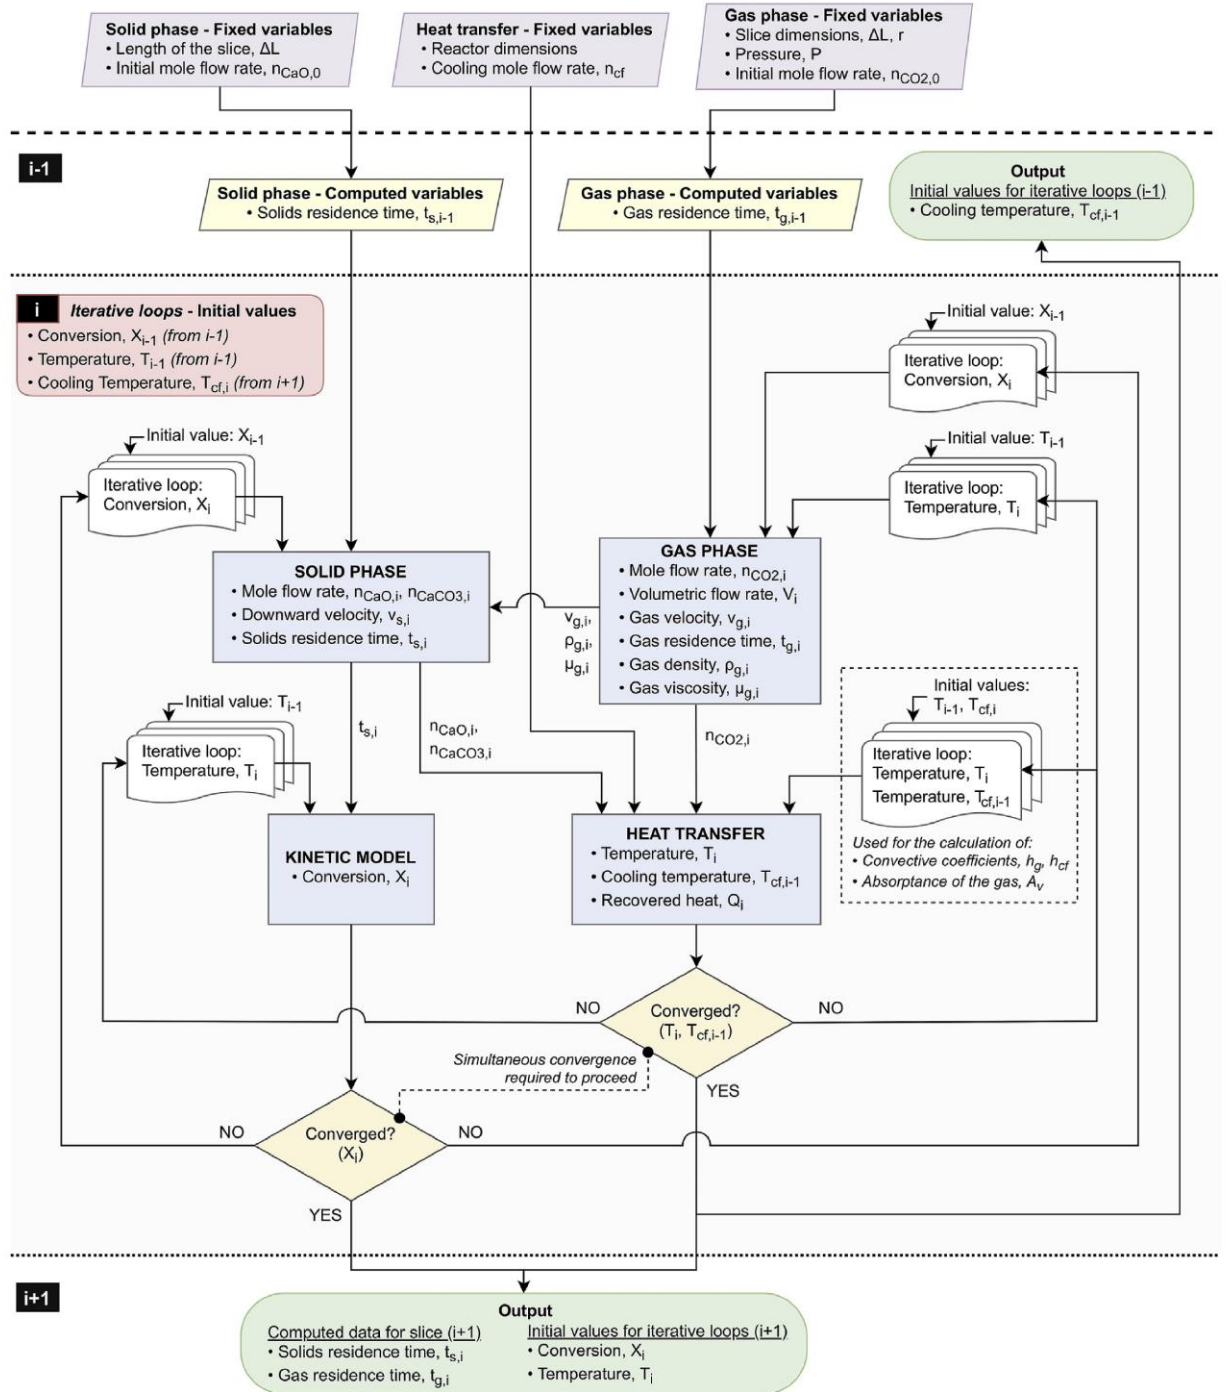 Solid phase - Fixed variables
• Length of the slice, ΔL
• Initial mole flow rate, nCaO,0
Heat transfer - Fixed variables
• Reactor dimensions
• Cooling mole flow rate, ncf
Gas phase - Fixed variables
• Slice dimensions, ΔL, r
• Pressure, P
• Initial mole flow rate, nCO2,0
i-1
Solid phase - Computed variables
• Solids residence time, ts,i-1
Gas phase - Computed variables
• Gas residence time, tg,i-1
Output
Initial values for iterative loops (i-1)
• Cooling temperature, Tcf,i-1
i Iterative loops - Initial values
• Conversion, Xi-1 (from i-1)
• Temperature, Ti-1 (from i-1)
• Cooling Temperature, Tcf,i (from i+1)
Initial value: Xi-1
Iterative loop:
Conversion, Xi
Initial value: Ti-1
Iterative loop:
Temperature, Ti
Initial value: Xi-1
Iterative loop:
Conversion, Xi
SOLID PHASE
• Mole flow rate, nCaO,i, nCaCO3,i
• Downward velocity, vs,i
• Solids residence time, ts,i
vg,i,
ρg,i,
μg,i
GAS PHASE
• Mole flow rate, nCO2,i
• Volumetric flow rate, Vi
• Gas velocity, vg,i
• Gas residence time, tg,i
• Gas density, ρg,i
• Gas viscosity, μg,i
Initial value: Ti-1
Iterative loop:
Temperature, Ti
ts,i
nCaO,i,
nCaCO3,i
nCO2,i
Initial values:
Ti-1, Tcf,i
Iterative loop:
Temperature, Ti
Temperature, Tcf,i-1
Used for the calculation of:
• Convective coefficients, hg, hcf
• Absorptance of the gas, Av
KINETIC MODEL
• Conversion, Xi
HEAT TRANSFER
• Temperature, Ti
• Cooling temperature, Tcf,i-1
• Recovered heat, Qi
NO
Converged?
(Ti, Tcf,i-1)
NO
YES
Simultaneous convergence
required to proceed
NO
Converged?
(Xi)
NO
YES
i+1
Output
Computed data for slice (i+1)
• Solids residence time, ts,i
• Gas residence time, tg,i
Initial values for iterative loops (i+1)
• Conversion, Xi
• Temperature, Ti